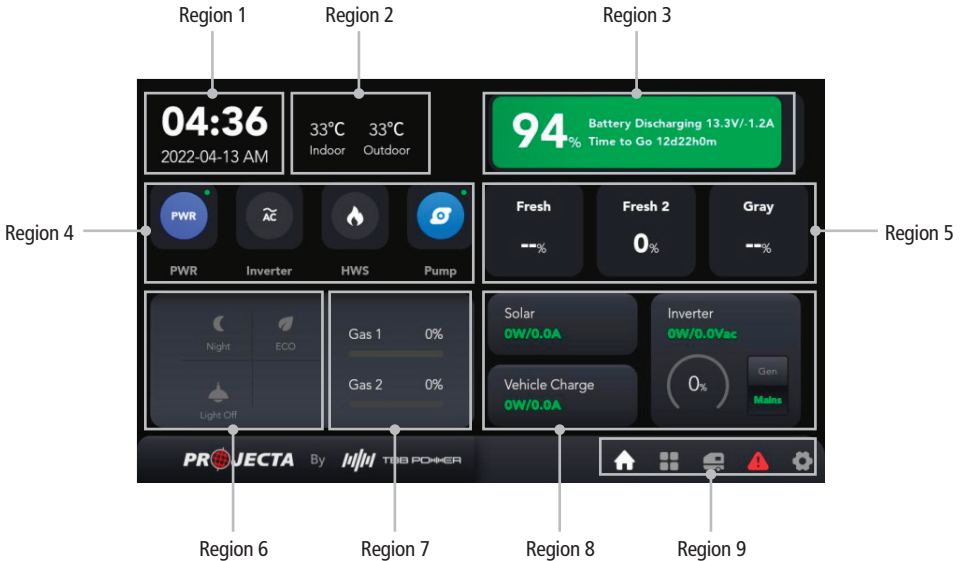 Region 1
Region 2
Region 3
04:36
2022-04-13 AM
33°C 33°C
Indoor Outdoor
94% Battery Discharging 13.3V/-1.2A
Time to Go 12d22h0m
Region 4
PWR
AC
PWR Inverter HWS Pump
Fresh Fresh 2 Gray
--% 0% --%
Region 5
Night ECO
Light Off
Gas 1 0%
Gas 2 0%
Solar
0W/0.0A
Vehicle Charge
0W/0.0A
Inverter
0W/0.0Vac
0%
Gen
Mains
PROJECTA By TBB POWER
Region 6
Region 7
Region 8
Region 9